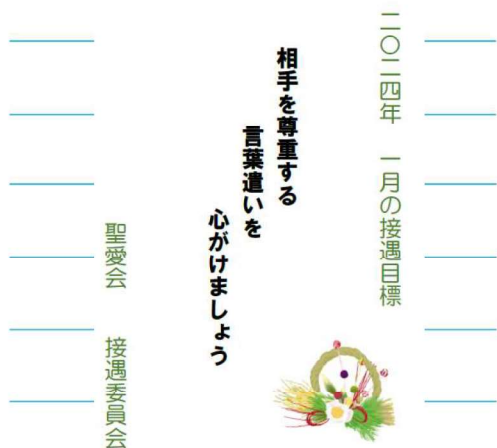 二〇二四年　一月の接遇目標
相手を尊重する
言葉遣いを
心がけましょう
聖愛会　接遇委員会